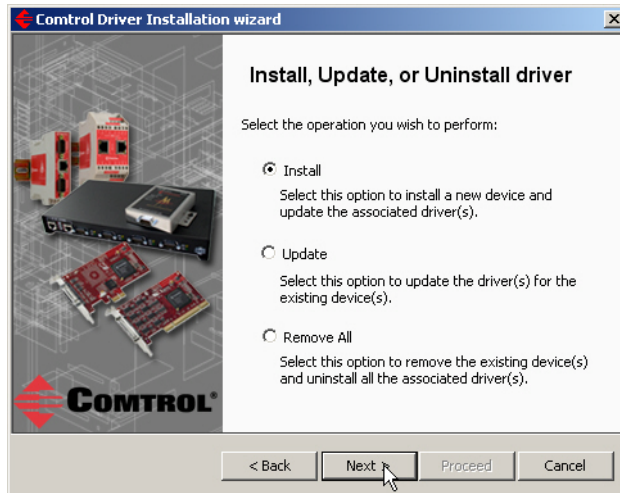 Comtrol Driver Installation wizard
Install, Update, or Uninstall driver
Select the operation you wish to perform:
Install
Select this option to install a new device and
update the associated driver(s).
Update
Select this option to update the driver(s) for the
existing device(s).
Remove All
Select this option to remove the existing device(s)
and uninstall all the associated driver(s).
COMTROL®
< Back
Next >
Proceed
Cancel